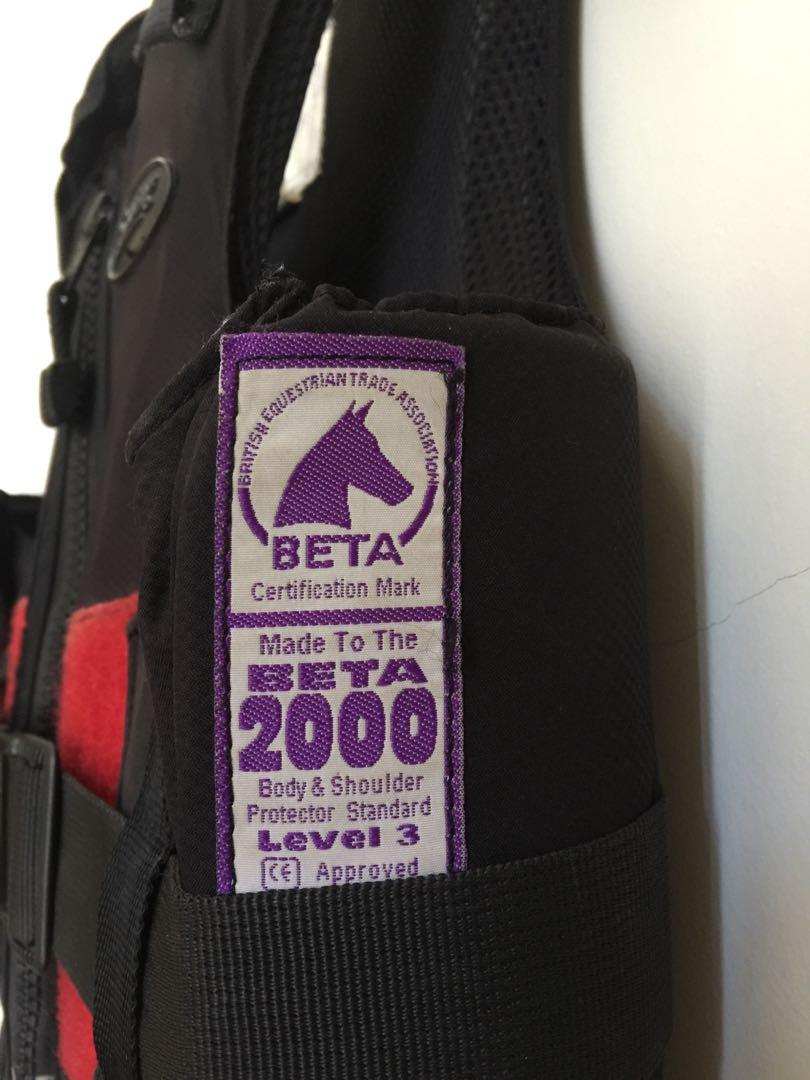 BRITISH EQUESTRIAN TRADE ASSOCIATION
BETA
Certification Mark
Made To The
BETA
2000
Body & Shoulder
Protector Standard
Level 3
CE Approved